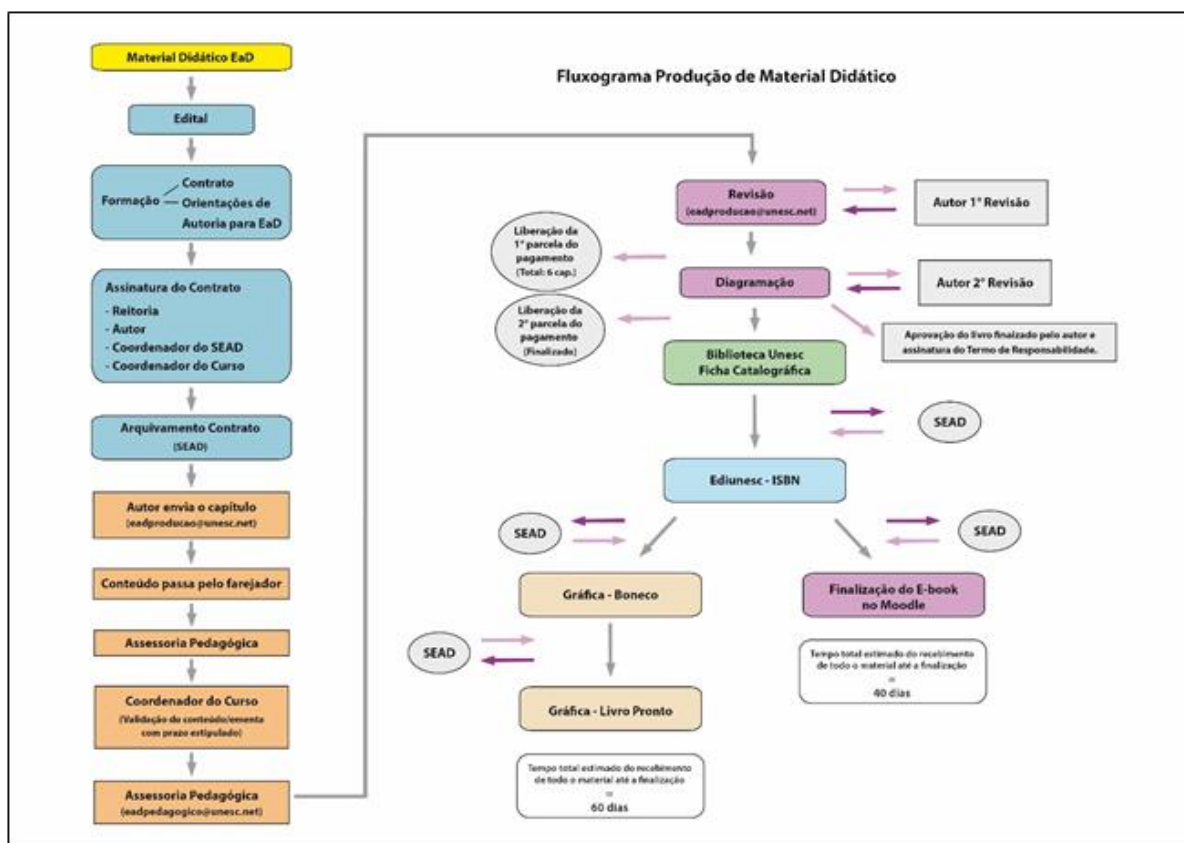 Material Didático EaD
Fluxograma Produção de Material Didático
Edital
Formação
Contrato
Orientações de
Autoria para EaD
Assinatura do Contrato
- Reitoria
- Autor
- Coordenador do SEAD
- Coordenador do Curso
Arquivamento Contrato
(SEAD)
Autor envia o capítulo
(eadproducao@unesc.net)
Conteúdo passa pelo farejador
Assessoria Pedagógica
Coordenador do Curso
(Validação do conteúdo/ementa
com prazo estipulado)
Assessoria Pedagógica
(eadpedagogico@unesc.net)
Revisão
(eadproducao@unesc.net)
Autor 1° Revisão
Liberação da
1° parcela do
pagamento
(Total: 6 cap.)
Diagramação
Autor 2° Revisão
Liberação da
2° parcela do
pagamento
(Finalizado)
Aprovação do livro finalizado pelo autor e
assinatura do Termo de Responsabilidade.
Biblioteca Unesc
Ficha Catalográfica
SEAD
Ediunesc - ISBN
SEAD
SEAD
Gráfica - Boneco
Finalização do E-book
no Moodle
SEAD
Tempo total estimado do recebimento
de todo o material até a finalização
=
40 dias
Gráfica - Livro Pronto
Tempo total estimado do recebimento
de todo o material até a finalização
=
60 dias